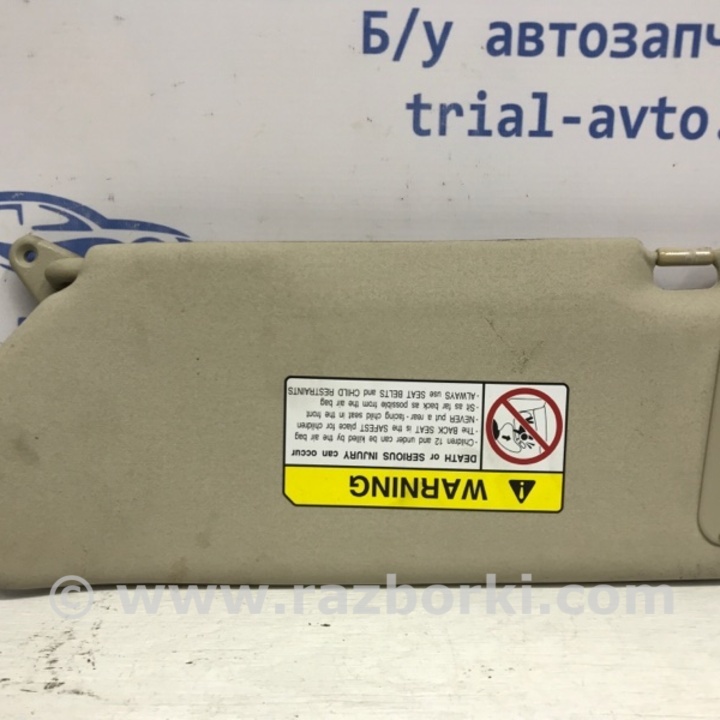 Б/у автозапч
trial-avto.
WARNING
DEATH or SERIOUS INJURY can occur
·Children 12 and under can be killed by the air bag
·The BACK SEAT is the SAFEST place for children
·NEVER put a rear-facing child seat in the front
·Sit as far back as possible from the air bag
·ALWAYS use SEAT BELTS and CHILD RESTRAINTS
© www.razborki.com